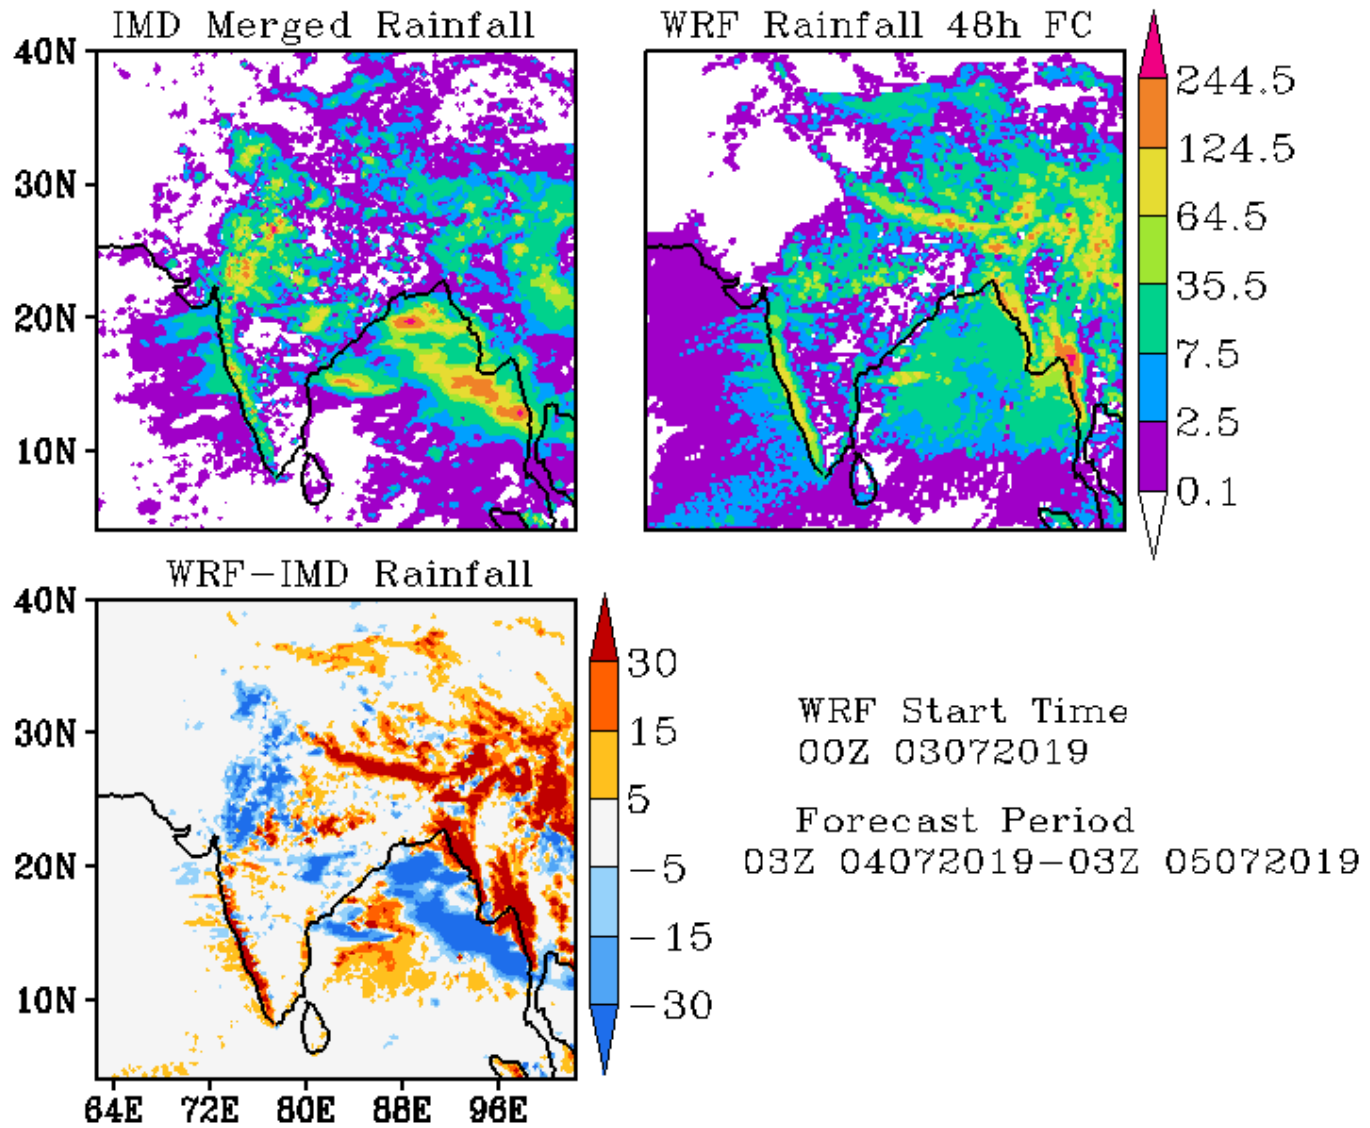 IMD Merged Rainfall
WRF Rainfall 48h FC
40N
30N
20N
10N
244.5
124.5
64.5
35.5
7.5
2.5
0.1
WRF-IMD Rainfall
40N
30N
20N
10N
64E 72E 80E 88E 96E
30
15
5
-5
-15
-30
WRF Start Time
00Z 03072019
Forecast Period
03Z 04072019-03Z 05072019